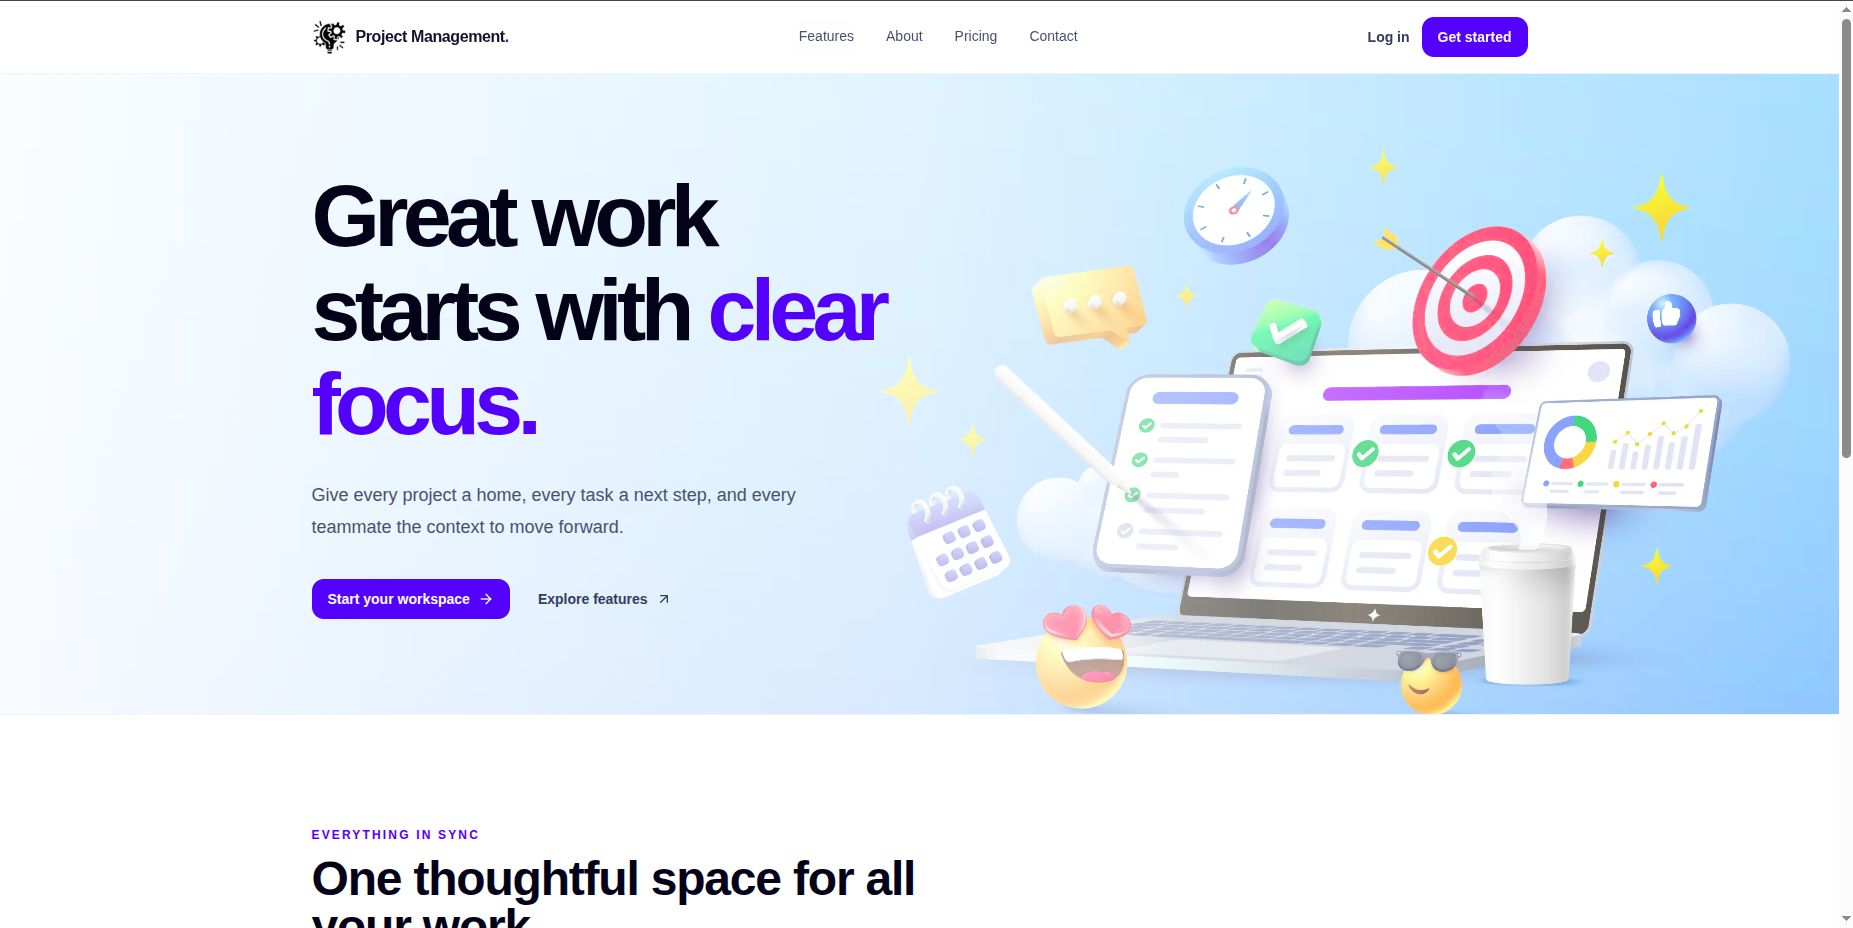 Project Management.
Features
About
Pricing
Contact
Log in
Get started
Great work
starts with clear
focus.
Give every project a home, every task a next step, and every
teammate the context to move forward.
Start your workspace
Explore features
EVERYTHING IN SYNC
One thoughtful space for all
your work